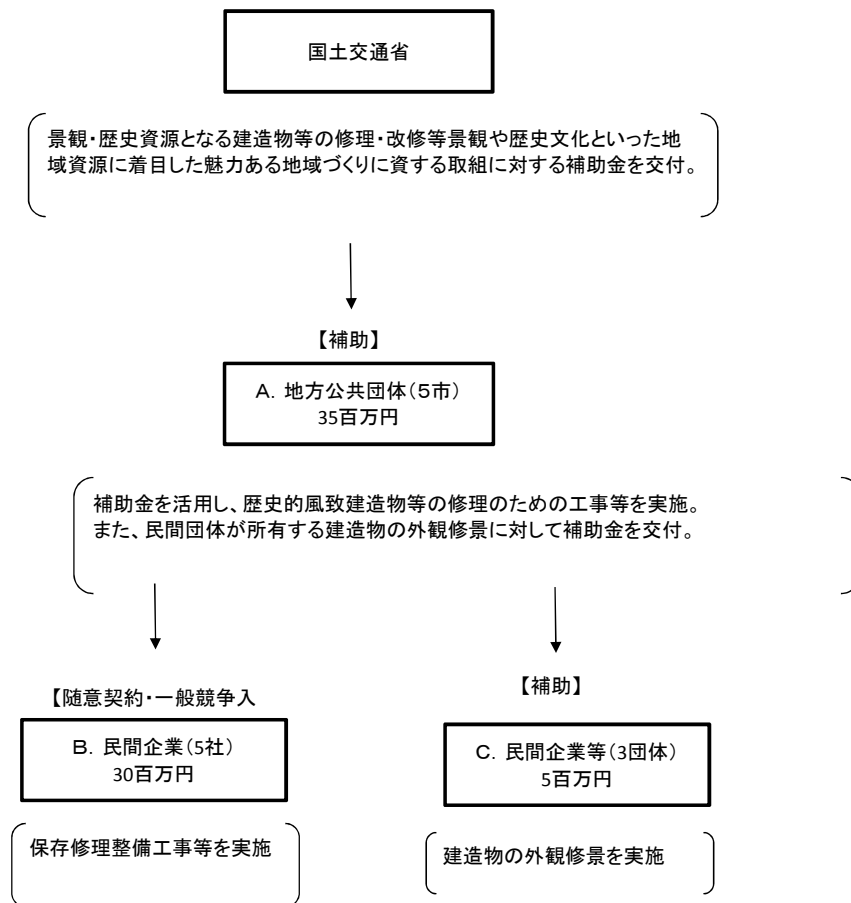 国土交通省
景観・歴史資源となる建造物等の修理・改修等景観や歴史文化といった地
域資源に着目した魅力ある地域づくりに資する取組に対する補助金を交付。
【補助】
A. 地方公共団体(5市)
35百万円
補助金を活用し、歴史的風致建造物等の修理のための工事等を実施。
また、民間団体が所有する建造物の外観修景に対して補助金を交付。
【随意契約・一般競争入
【補助】
B. 民間企業(5社)
30百万円
C. 民間企業等(3団体)
5百万円
保存修理整備工事等を実施
建造物の外観修景を実施